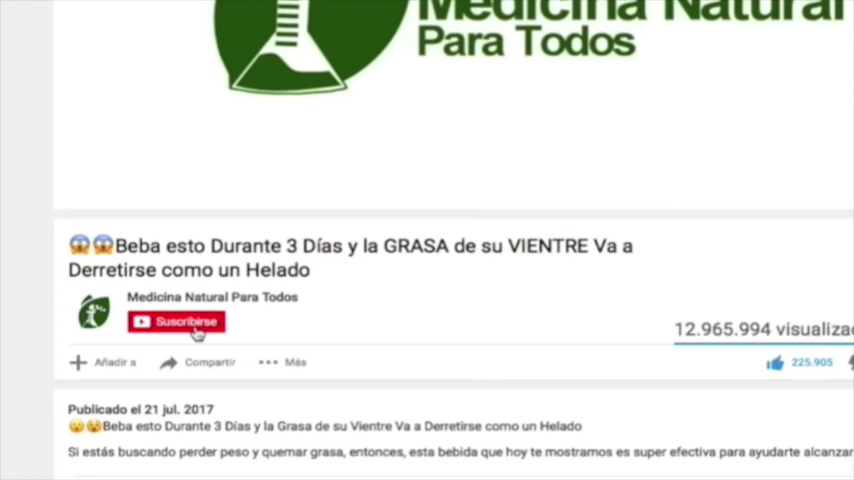 Medicina Natural
Para Todos
😱😱Beba esto Durante 3 Días y la GRASA de su VIENTRE Va a
Derretirse como un Helado
Medicina Natural Para Todos
Suscribirse
12.965.994 visualizac
Añadir a Compartir Más
225.905
Publicado el 21 jul. 2017
😵😵Beba esto Durante 3 Días y la Grasa de su Vientre Va a Derretirse como un Helado
Si estás buscando perder peso y quemar grasa, entonces, esta bebida que hoy te mostramos es super efectiva para ayudarte alcanzar